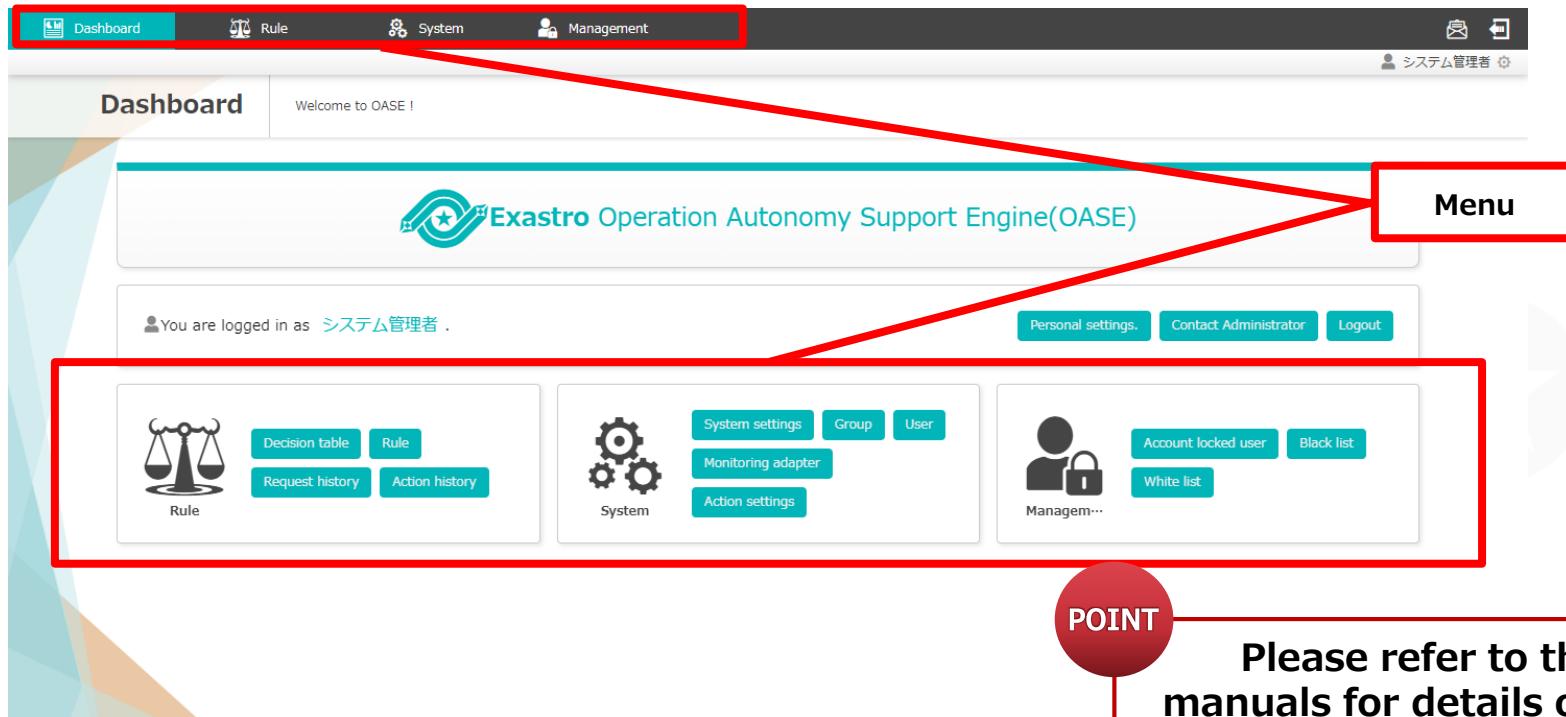 Dashboard Rule System Management
システム管理者
Dashboard Welcome to OASE !
Exastro Operation Autonomy Support Engine(OASE)
Menu
You are logged in as システム管理者 .
Personal settings. Contact Administrator Logout
Decision table Rule
Request history Action history
Rule
System settings Group User
Monitoring adapter
Action settings
System
Account locked user Black list
White list
Managem…
POINT
Please refer to
manuals for details